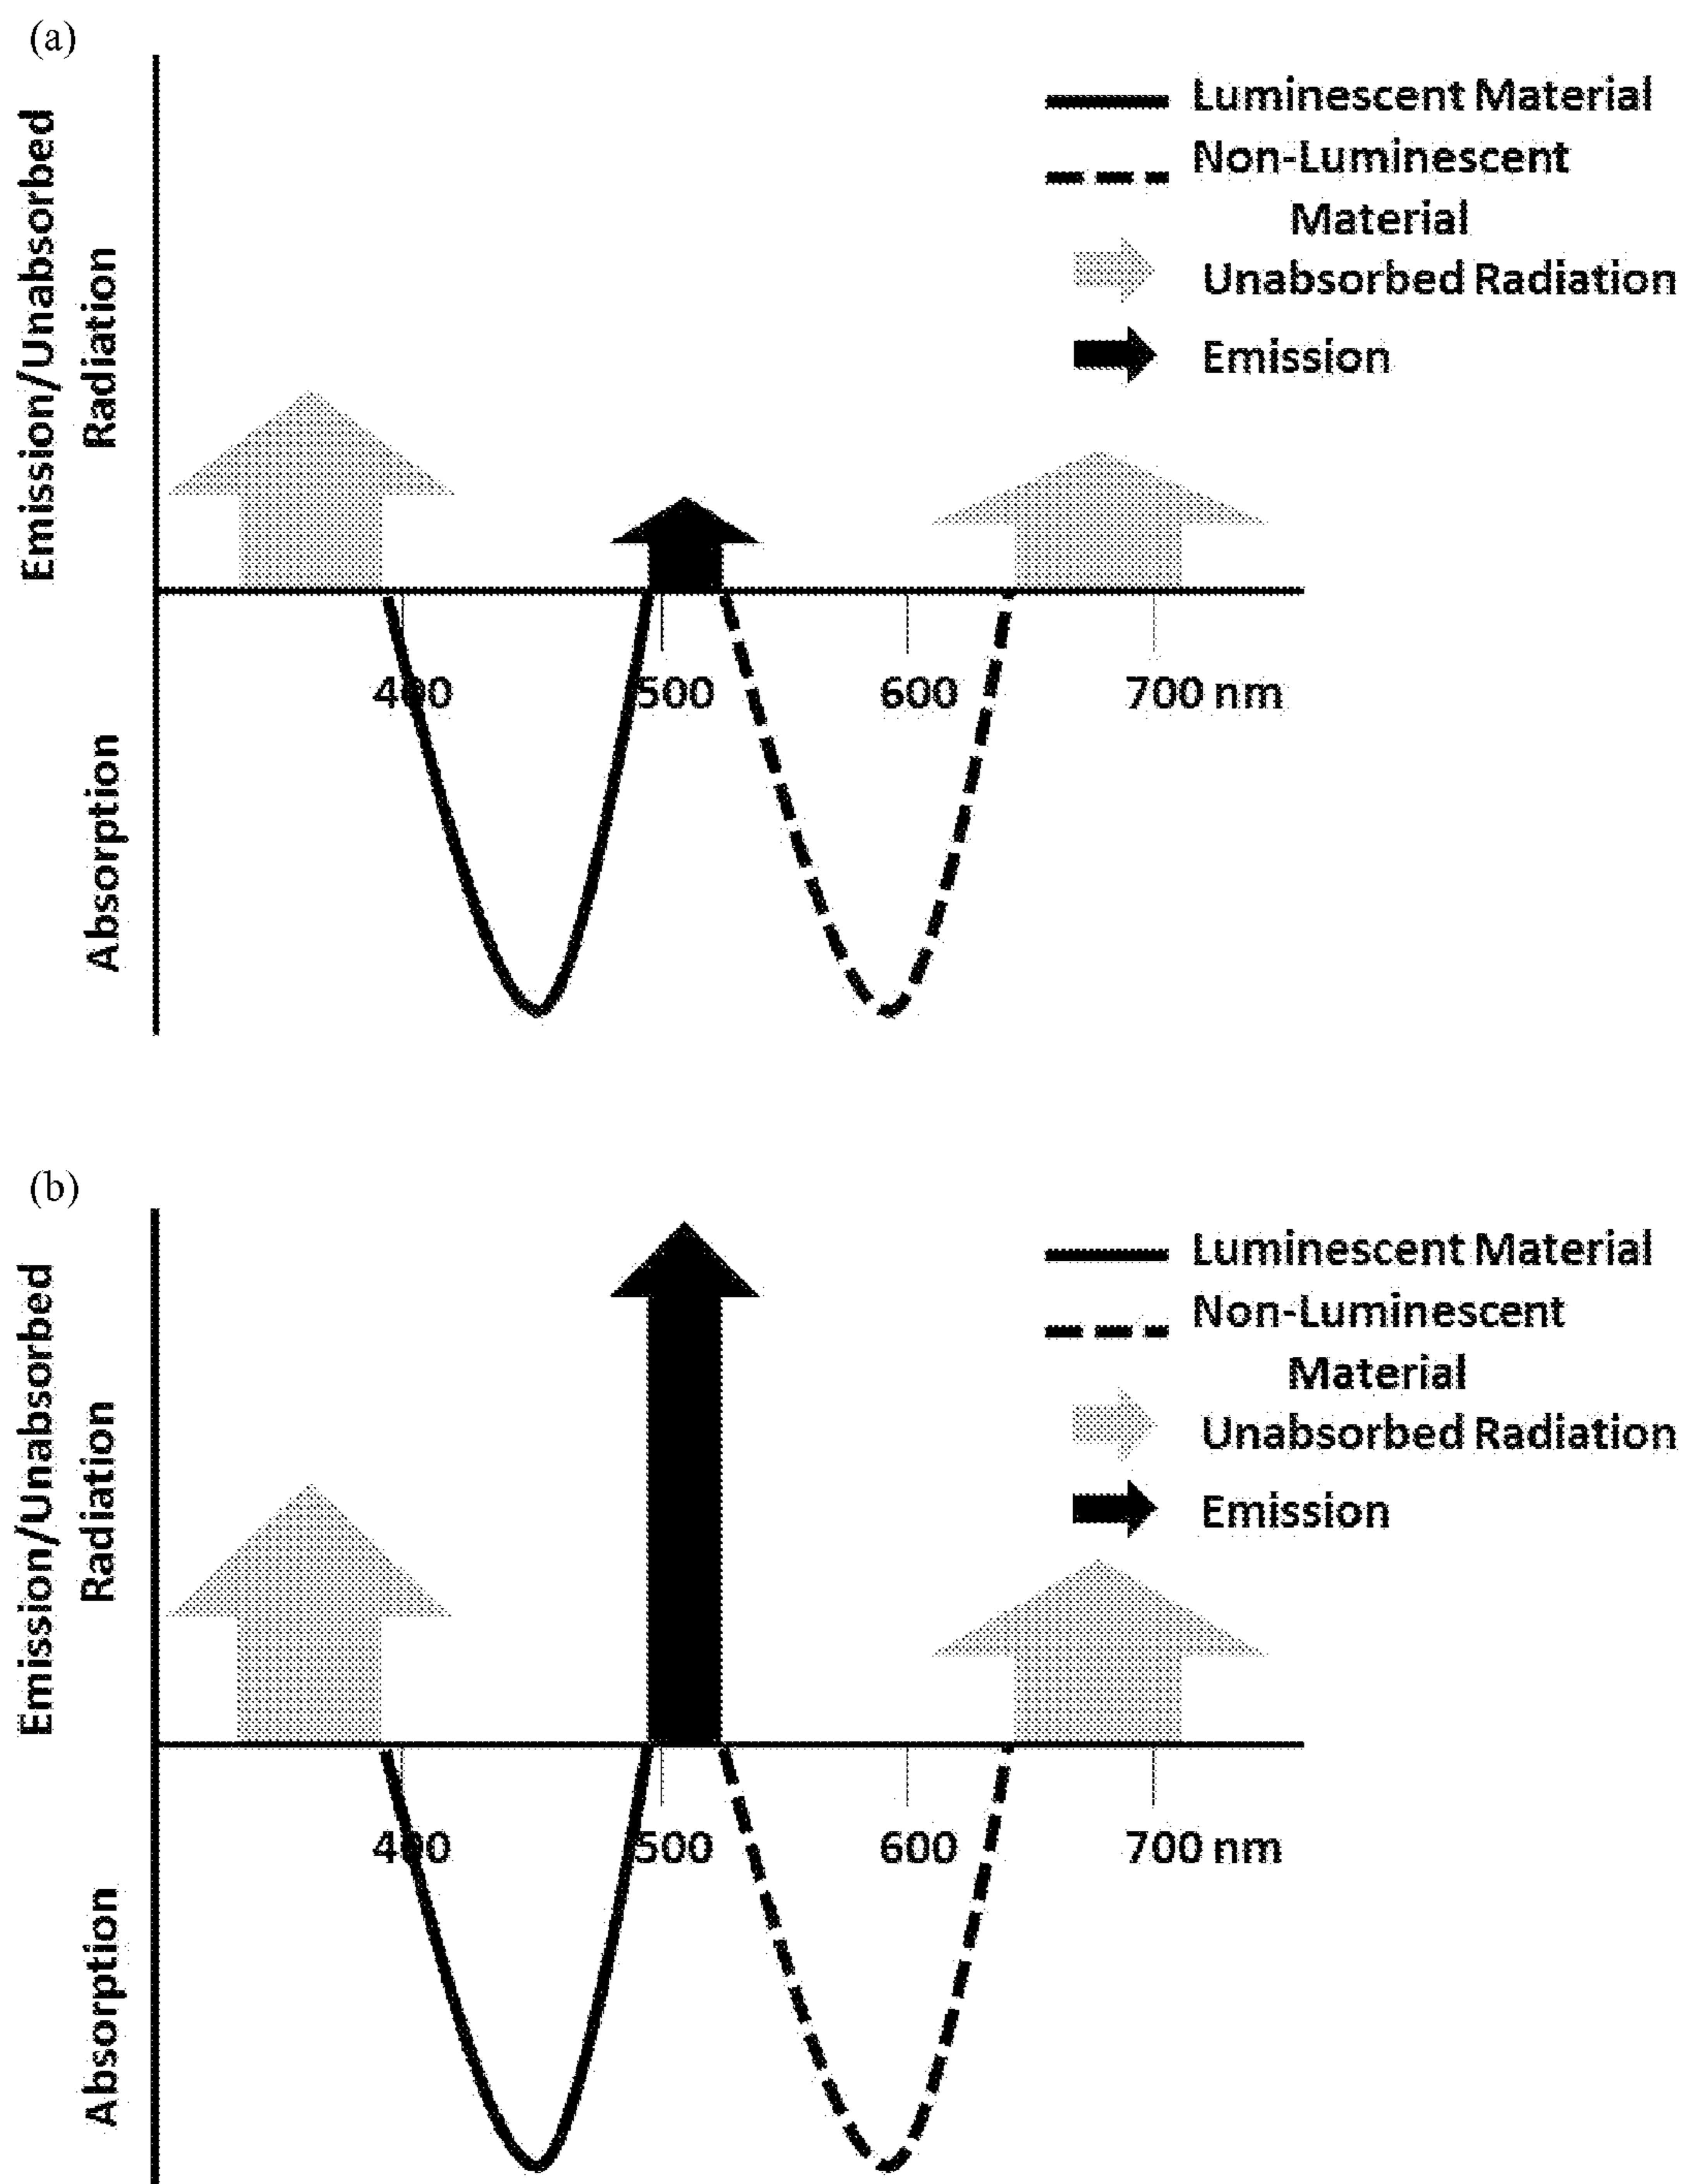 (a)
Emission/Unabsorbed
Radiation
Absorption
Luminescent Material
Non-Luminescent
Material
Unabsorbed Radiation
Emission
400
500
600
700 nm
(b)
Emission/Unabsorbed
Radiation
Absorption
Luminescent Material
Non-Luminescent
Material
Unabsorbed Radiation
Emission
400
500
600
700 nm